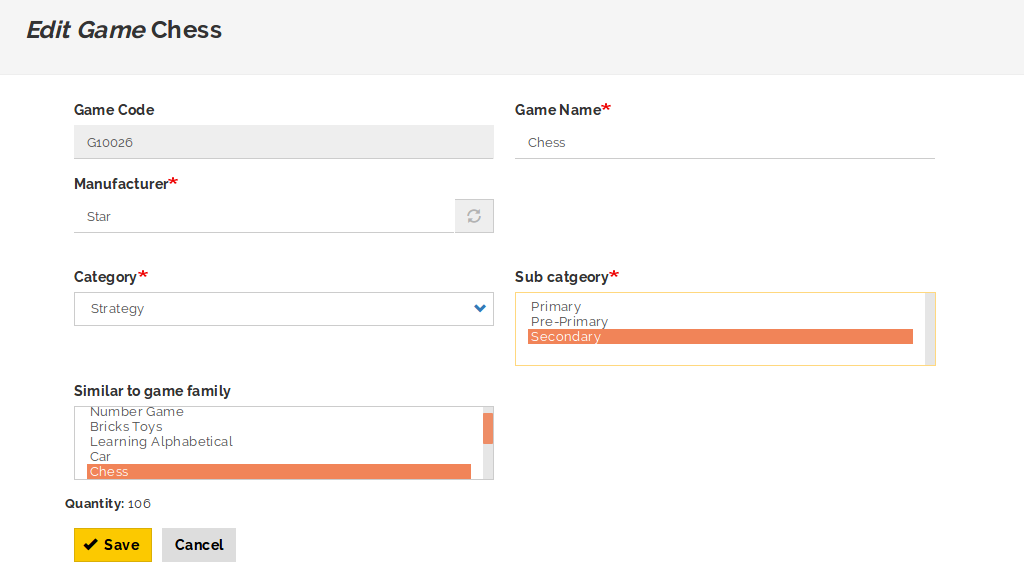 Edit Game Chess
Game Code
Game Name*
G10026
Chess
Manufacturer*
Star
Category*
Sub catgeory*
Strategy
Primary
Pre-Primary
Secondary
Similar to game family
Number Game
Bricks Toys
Learning Alphabetical
Car
Chess
Quantity: 106
Save
Cancel